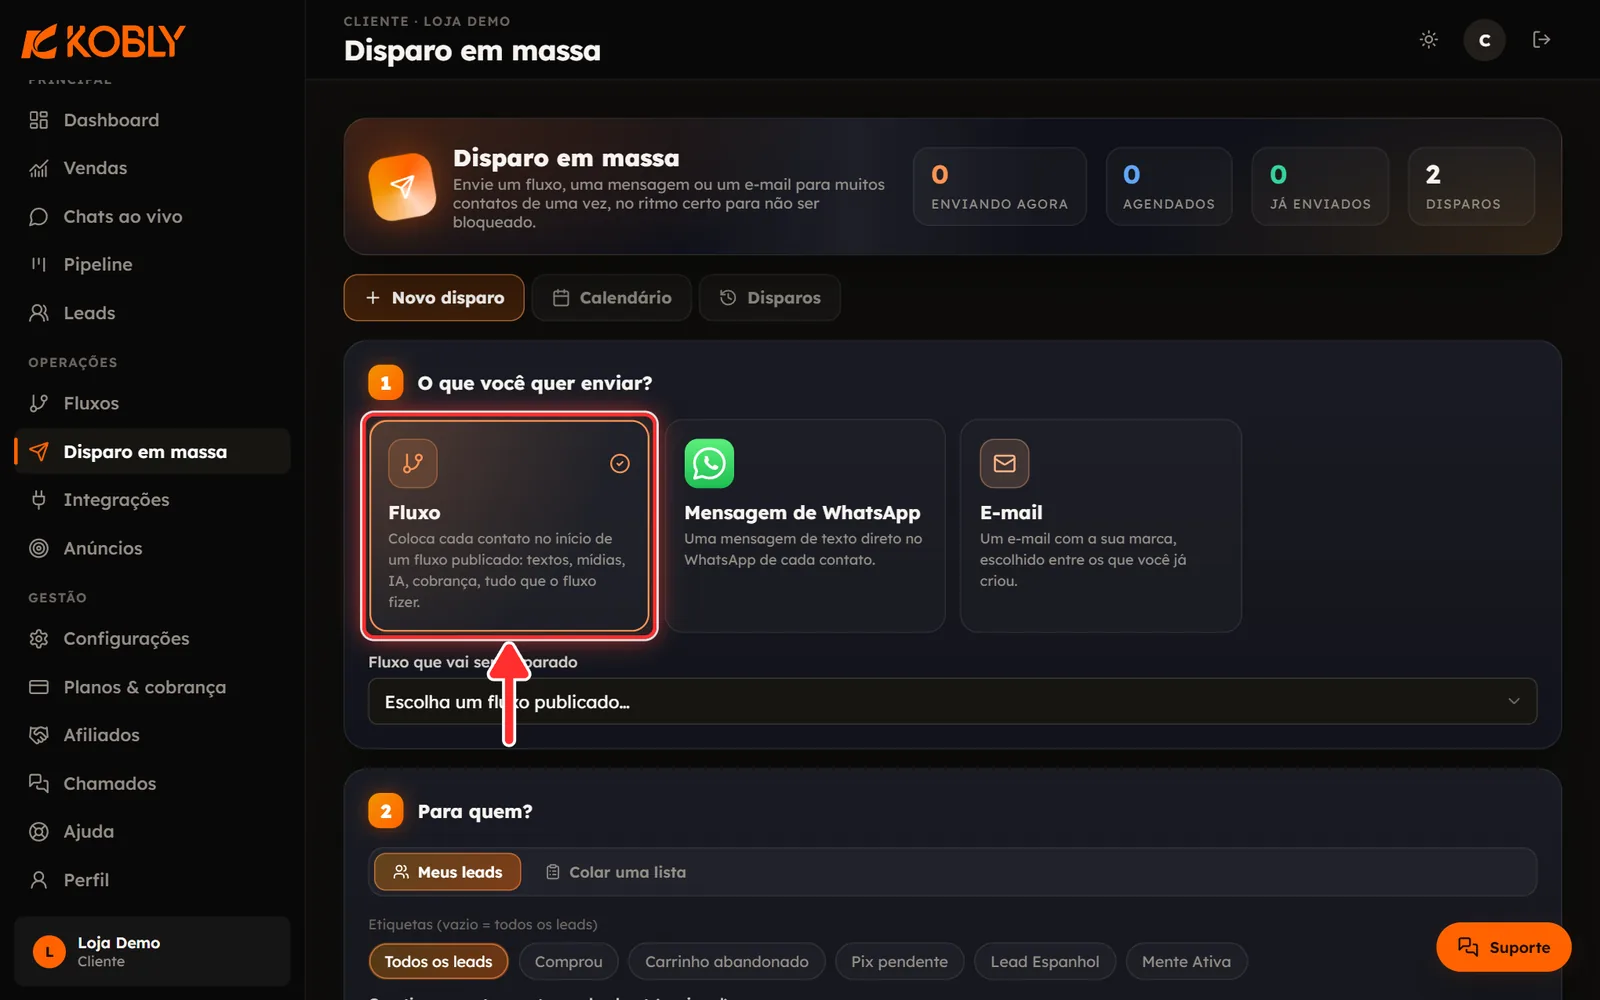 KOBLY
PRINCIPAL
Dashboard
Vendas
Chats ao vivo
Pipeline
Leads
OPERAÇÕES
Fluxos
Disparo em massa
Integrações
Anúncios
GESTÃO
Configurações
Planos & cobrança
Afiliados
Chamados
Ajuda
Perfil
L
Loja Demo
Cliente
CLIENTE · LOJA DEMO
Disparo em massa
C
Disparo em massa
Envie um fluxo, uma mensagem ou um e-mail para muitos
contatos de uma vez, no ritmo certo para não ser
bloqueado.
0
ENVIANDO AGORA
0
AGENDADOS
0
JÁ ENVIADOS
2
DISPAROS
Novo disparo
Calendário
Disparos
1 O que você quer enviar?
Fluxo
Coloca cada contato no início de
um fluxo publicado: textos, mídias,
IA, cobrança, tudo que o fluxo
fizer.
Mensagem de WhatsApp
Uma mensagem de texto direto no
WhatsApp de cada contato.
E-mail
Um e-mail com a sua marca,
escolhido entre os que você já
criou.
Fluxo que vai
Escolha um fluxo publicado...
2 Para quem?
Meus leads
Colar uma lista
Etiquetas (vazio = todos os leads)
Todos os leads
Comprou
Carrinho abandonado
Pix pendente
Lead Espanhol
Mente Ativa
Suporte